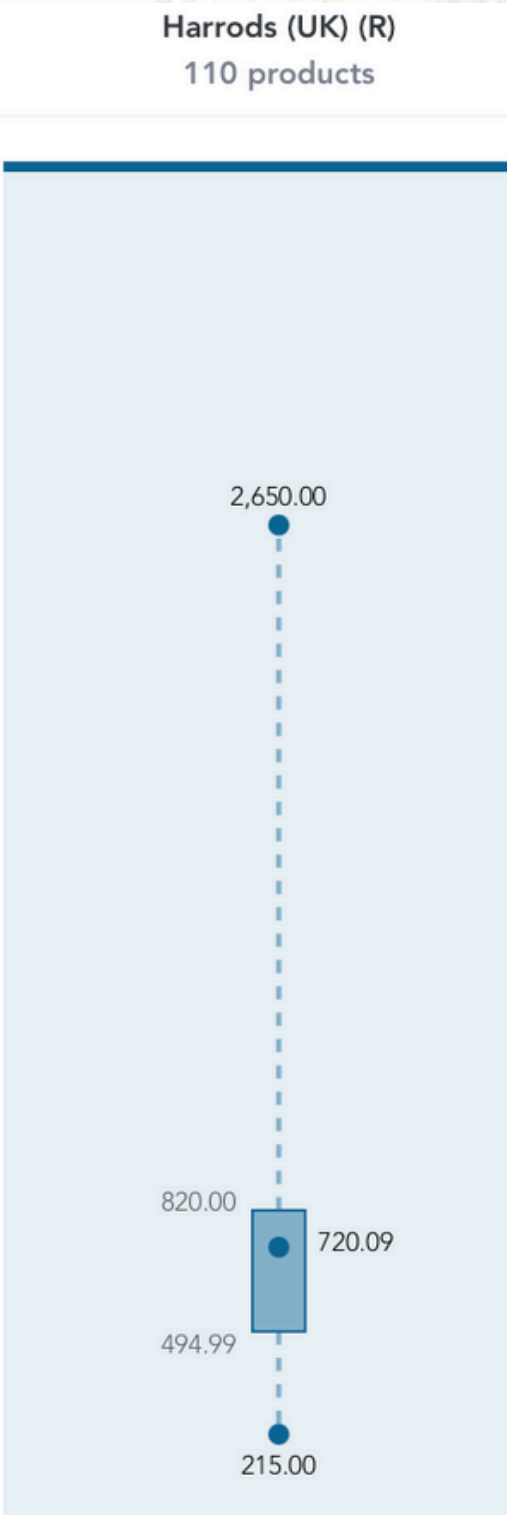 Harrods (UK) (R)
110 products
2,650.00
820.00
720.09
494.99
215.00